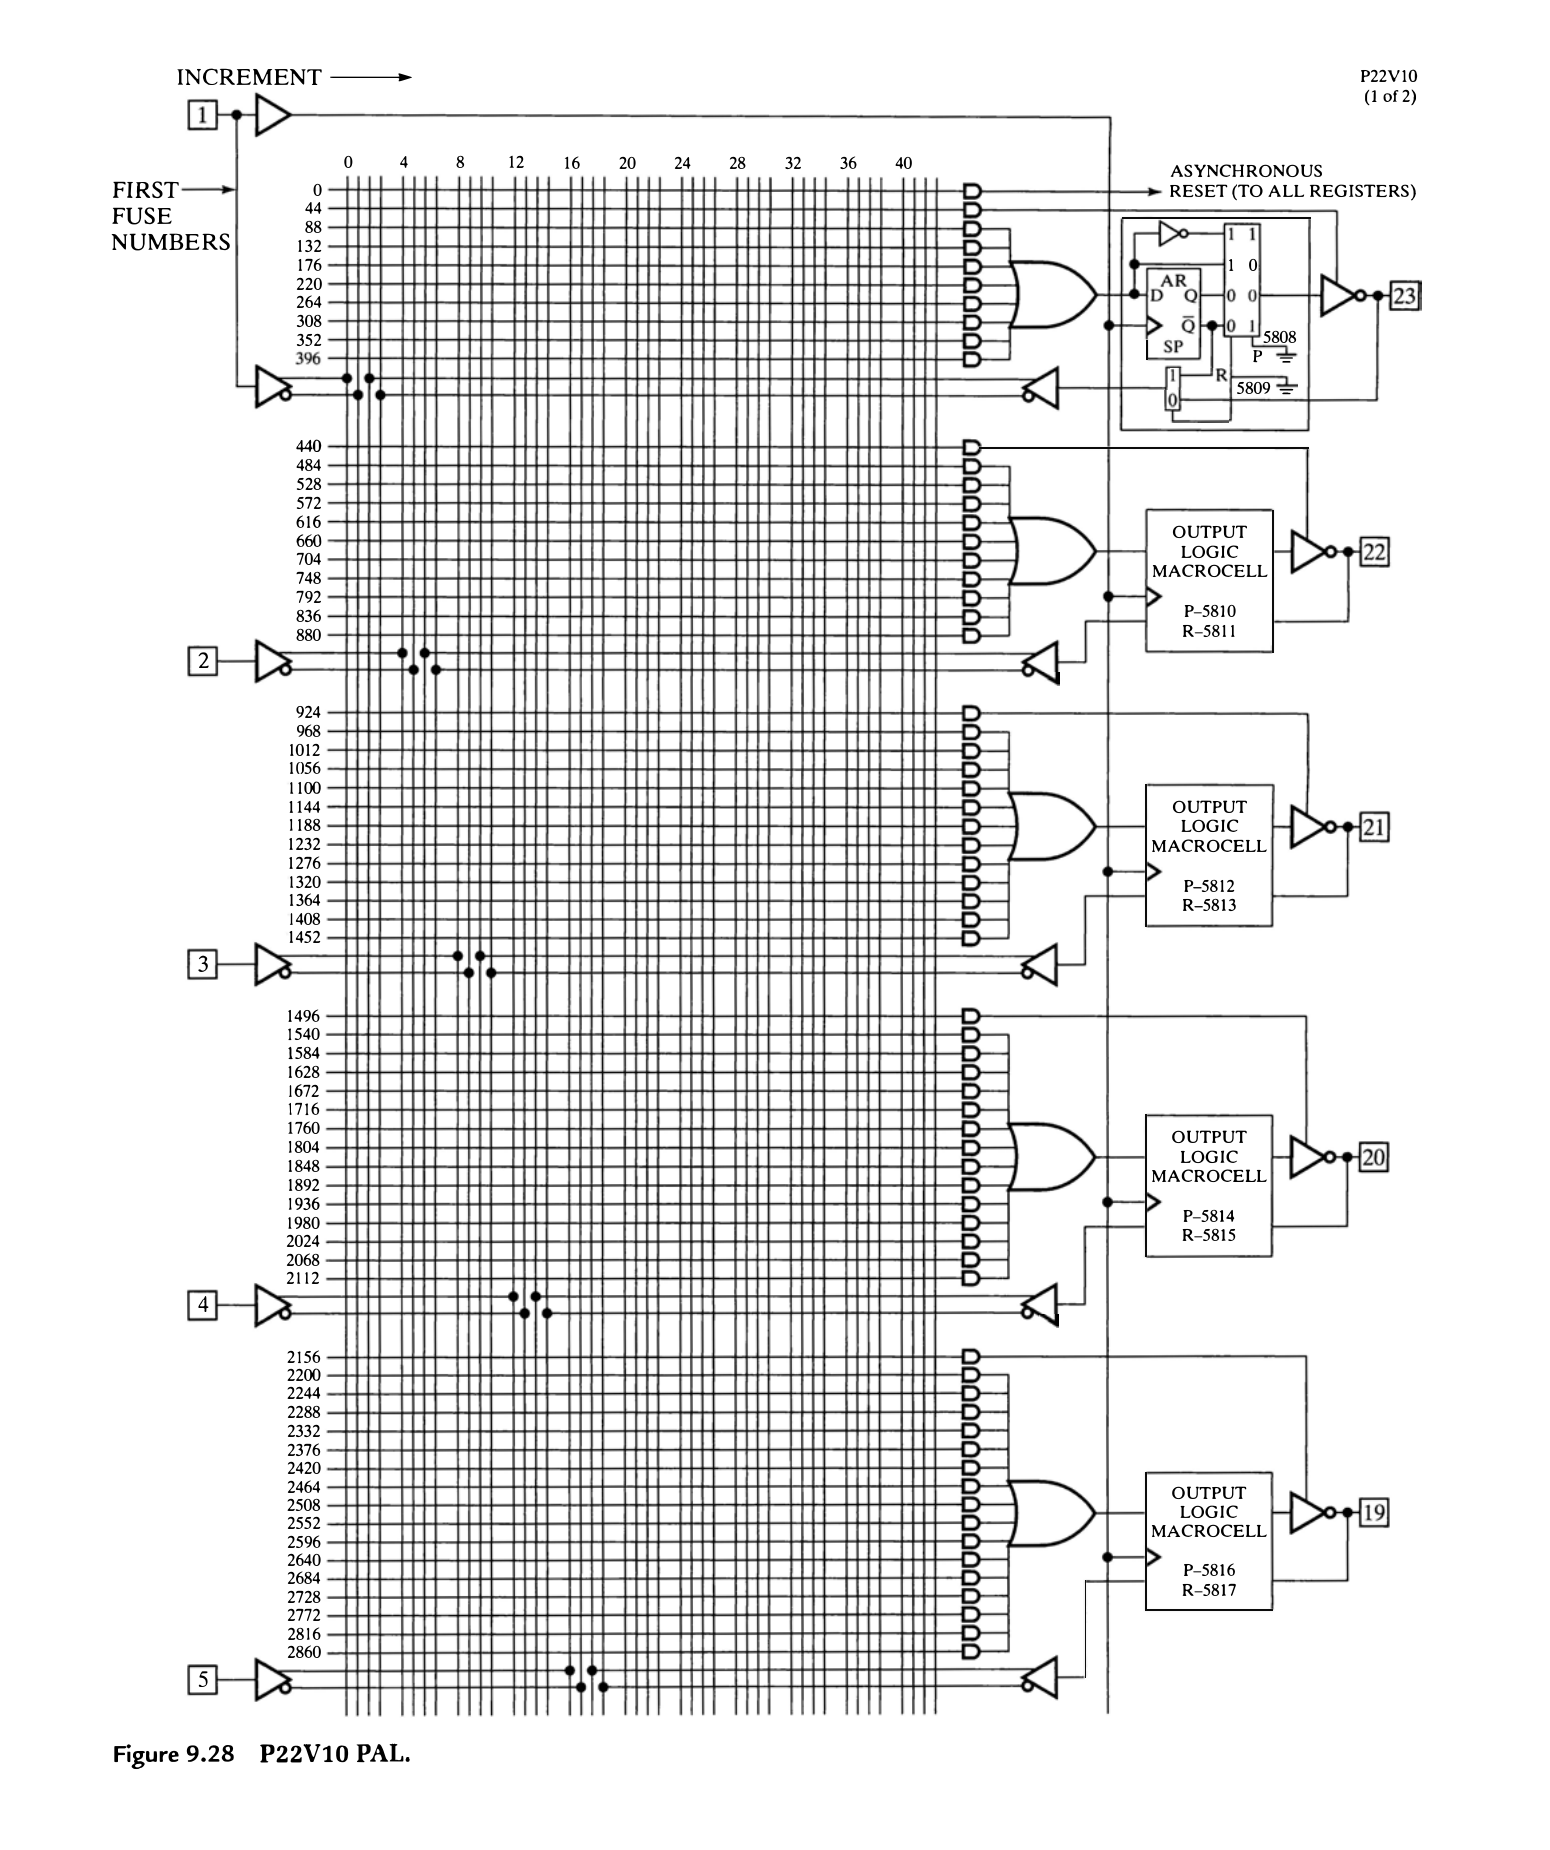 INCREMENT
P22V10
(1 of 2)
1
0 4 8 12 16 20 24 28 32 36 40
FIRST
FUSE
NUMBERS
ASYNCHRONOUS
RESET (TO ALL REGISTERS)
0
44
88
132
176
220
264
308
352
396
1 1
1 0
AR
D Q 0 0
Q̅ 0 1
SP
5808
P
R
1
0
5809
23
440
484
528
572
616
660
704
748
792
836
880
OUTPUT
LOGIC
MACROCELL
P–5810
R–5811
22
2
924
968
1012
1056
1100
1144
1188
1232
1276
1320
1364
1408
1452
OUTPUT
LOGIC
MACROCELL
P–5812
R–5813
21
3
1496
1540
1584
1628
1672
1716
1760
1804
1848
1892
1936
1980
2024
2068
2112
OUTPUT
LOGIC
MACROCELL
P–5814
R–5815
20
4
2156
2200
2244
2288
2332
2376
2420
2464
2508
2552
2596
2640
2684
2728
2772
2816
2860
OUTPUT
LOGIC
MACROCELL
P–5816
R–5817
19
5
Figure 9.28 P22V10 PAL.